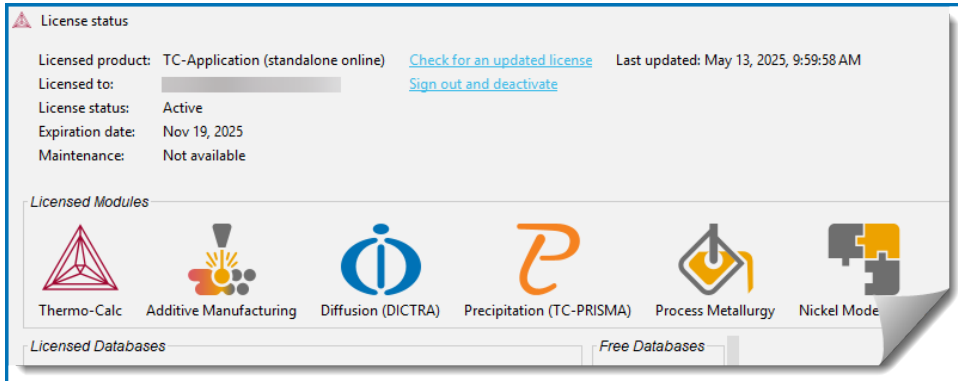 License status
Licensed product: TC-Application (standalone online) Check for an updated license Last updated: May 13, 2025, 9:59:58 AM
Licensed to: Sign out and deactivate
License status: Active
Expiration date: Nov 19, 2025
Maintenance: Not available
Licensed Modules
Thermo-Calc Additive Manufacturing Diffusion (DICTRA) Precipitation (TC-PRISMA) Process Metallurgy Nickel
Licensed Databases Free Databases